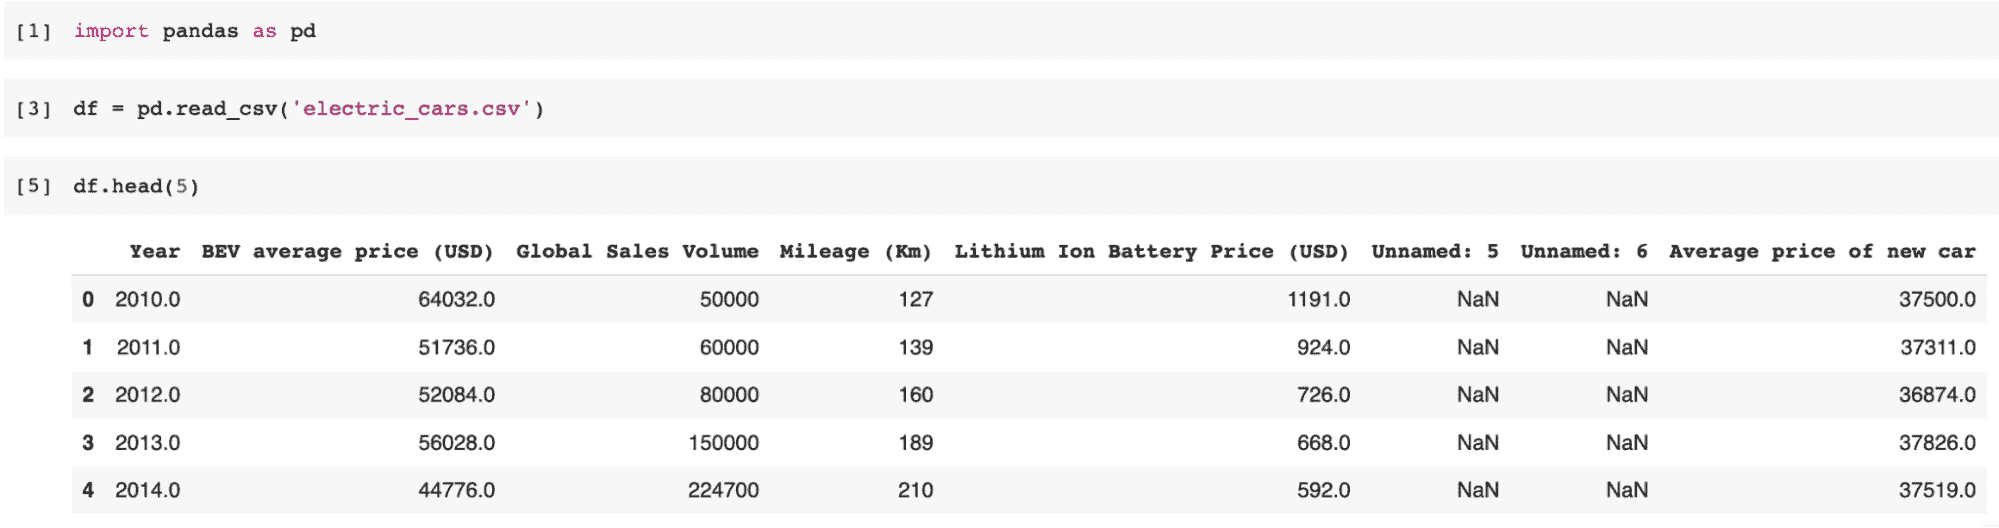 [1] import pandas as pd
[3] df = pd.read_csv('electric_cars.csv')
[5] df.head(5)
Year BEV average price (USD) Global Sales Volume Mileage (Km) Lithium Ion Battery Price (USD) Unnamed: 5 Unnamed: 6 Average price of new car
0 2010.0 64032.0 50000 127 1191.0 NaN NaN 37500.0
1 2011.0 51736.0 60000 139 924.0 NaN NaN 37311.0
2 2012.0 52084.0 80000 160 726.0 NaN NaN 36874.0
3 2013.0 56028.0 150000 189 668.0 NaN NaN 37826.0
4 2014.0 44776.0 224700 210 592.0 NaN NaN 37519.0